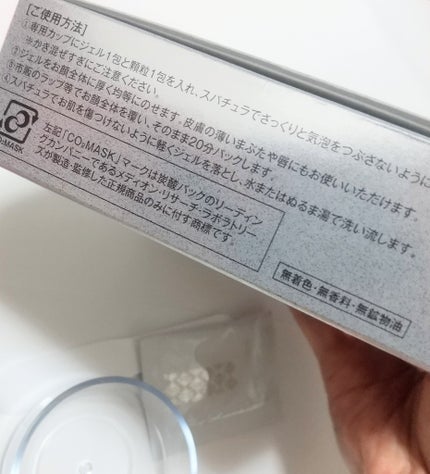 【ご使用方法】
①専用カップにジェル1包と顆粒1包を入れ、スパチュラでさっくりと気泡をつぶさないように
※かき混ぜすぎにご注意ください。
②ジェルをお顔全体に厚く均等にのせます。皮膚の薄いまぶたや唇にもお使いいただけます。
③市販のラップ等でお顔全体を覆い、そのまま20分パックします。
④スパチュラでお肌を傷つけないように軽くジェルを落とし、水またはぬるま湯で洗い流します。
CO₂MASK
左記「CO₂MASK」マークは炭酸パックのリーディン
グカンパニーであるメディオン・リサーチ・ラボラトリー
ズが製造・監修した正規商品のみに付す商標です。
無着色・無香料・無鉱物油